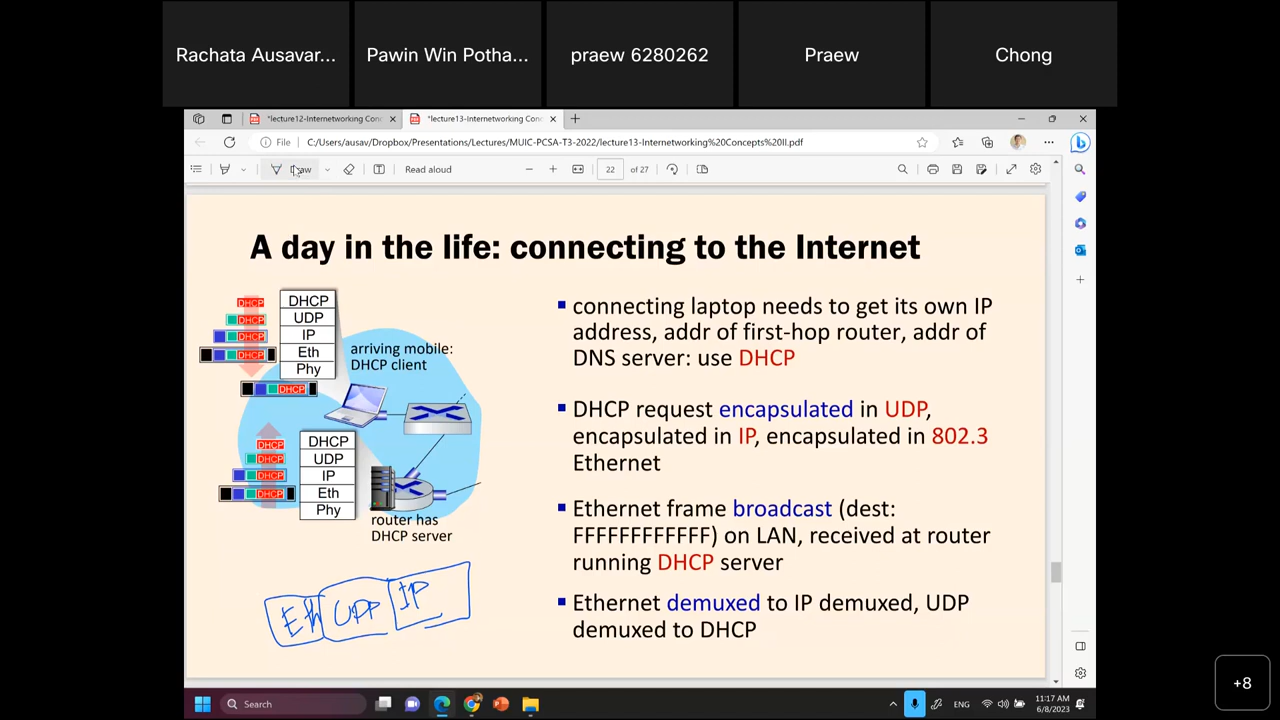 Rachata Ausavar...
Pawin Win Potha...
praew 6280262
Praew
Chong
*lecture12-Internetworking Conc
*lecture13-Internetworking Conc
File
C:/Users/ausav/Dropbox/Presentations/Lectures/MUIC-PCSA-T3-2022/lecture13-Internetworking%20Concepts%20II.pdf
Draw
Read aloud
22
of 27
A day in the life: connecting to the Internet
DHCP
DHCP
DHCP
DHCP
DHCP
DHCP
UDP
IP
Eth
Phy
arriving mobile:
DHCP client
DHCP
DHCP
DHCP
DHCP
DHCP
UDP
IP
Eth
Phy
router has
DHCP server
Eth
UDP
IP
▪ connecting laptop needs to get its own IP
address, addr of first-hop router, addr of
DNS server: use DHCP
▪ DHCP request encapsulated in UDP,
encapsulated in IP, encapsulated in 802.3
Ethernet
▪ Ethernet frame broadcast (dest:
FFFFFFFFFFFF) on LAN, received at router
running DHCP server
▪ Ethernet demuxed to IP demuxed, UDP
demuxed to DHCP
+8
Search
ENG
11:17 AM
6/8/2023